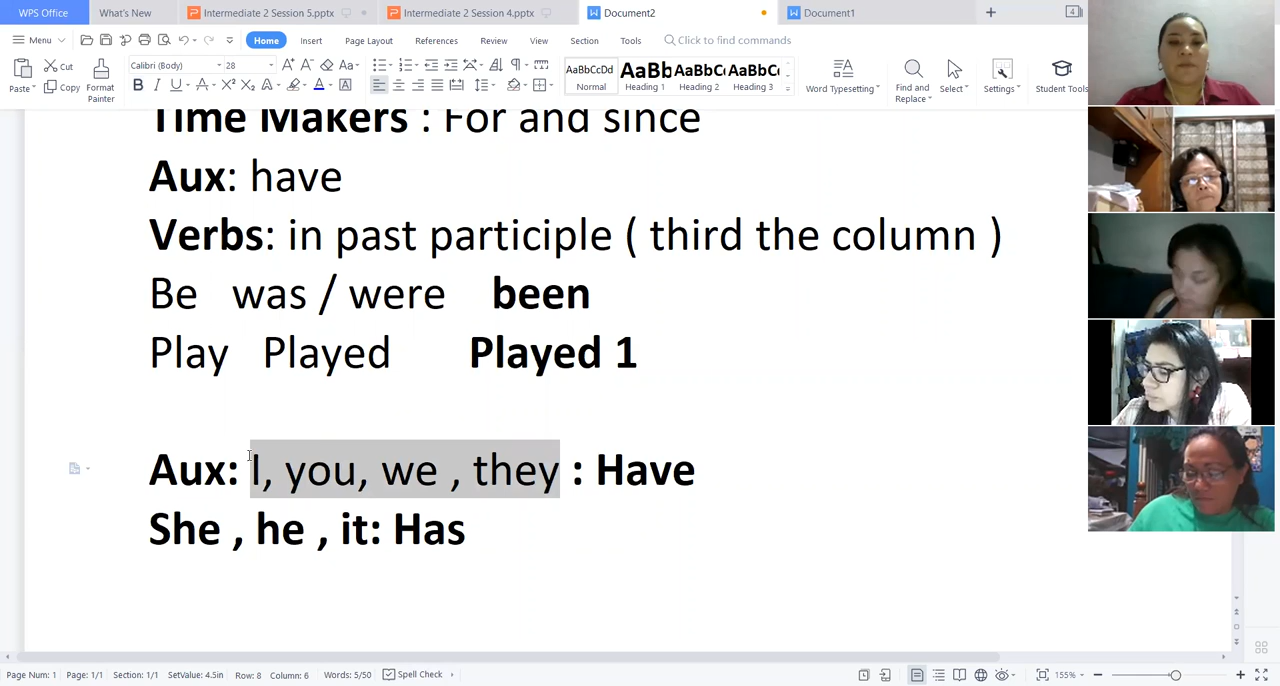 WPS Office What's New Intermediate 2 Session 5.pptx Intermediate 2 Session 4.pptx Document2 Document1 4
Menu Home Insert Page Layout References Review View Section Tools Click to find commands
Paste Cut Copy Format Painter Calibri (Body) 28 AaBbCcDd Normal AaBb Heading 1 AaBbCc Heading 2 AaBbCc Heading 3 Word Typesetting Find and Replace Select Settings Student Tools
Time Makers : For and since
Aux: have
Verbs: in past participle ( third the column )
Be was / were been
Play Played Played 1
Aux: I, you, we , they : Have
She , he , it: Has
Page Num: 1 Page: 1/1 Section: 1/1 SetValue: 4.5in Row: 8 Column: 6 Words: 5/50 Spell Check 155%